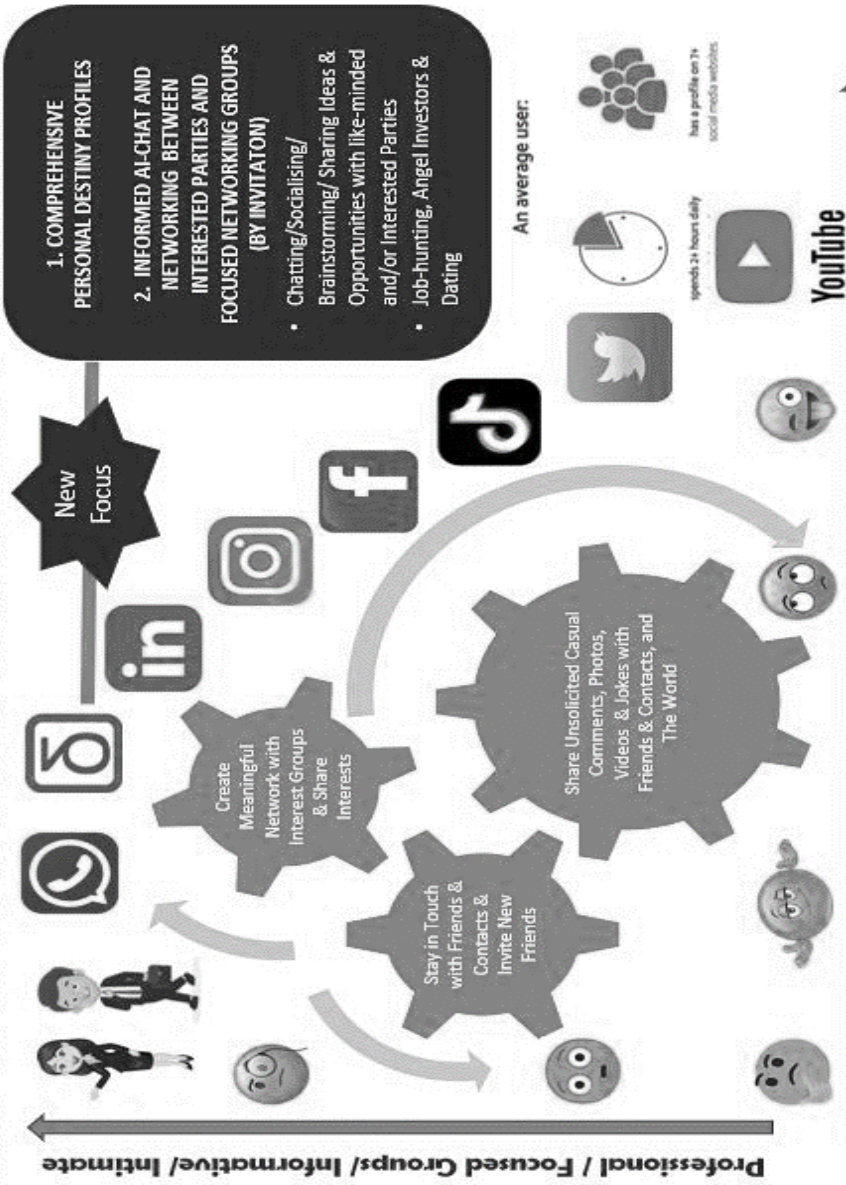 Professional / Focused Groups/ Informative/ Intimate
New
Focus
1. COMPREHENSIVE
PERSONAL DESTINY PROFILES
2. INFORMED AI-CHAT AND
NETWORKING BETWEEN
INTERESTED PARTIES AND
FOCUSED NETWORKING GROUPS
(BY INVITATON)
• Chatting/Socialising/
Brainstorming/ Sharing Ideas &
Opportunities with like-minded
and/or Interested Parties
• Job-hunting, Angel Investors &
Dating
in
f
δ
Create
Meaningful
Network with
Interest Groups
& Share
Interests
Stay in Touch
with Friends &
Contacts &
Invite New
Friends
Share Unsolicited Casual
Comments, Photos,
Videos & Jokes with
Friends & Contacts, and
The World
An average user:
spends 2+ hours daily
has a profile on 7+
social media websites
YouTube